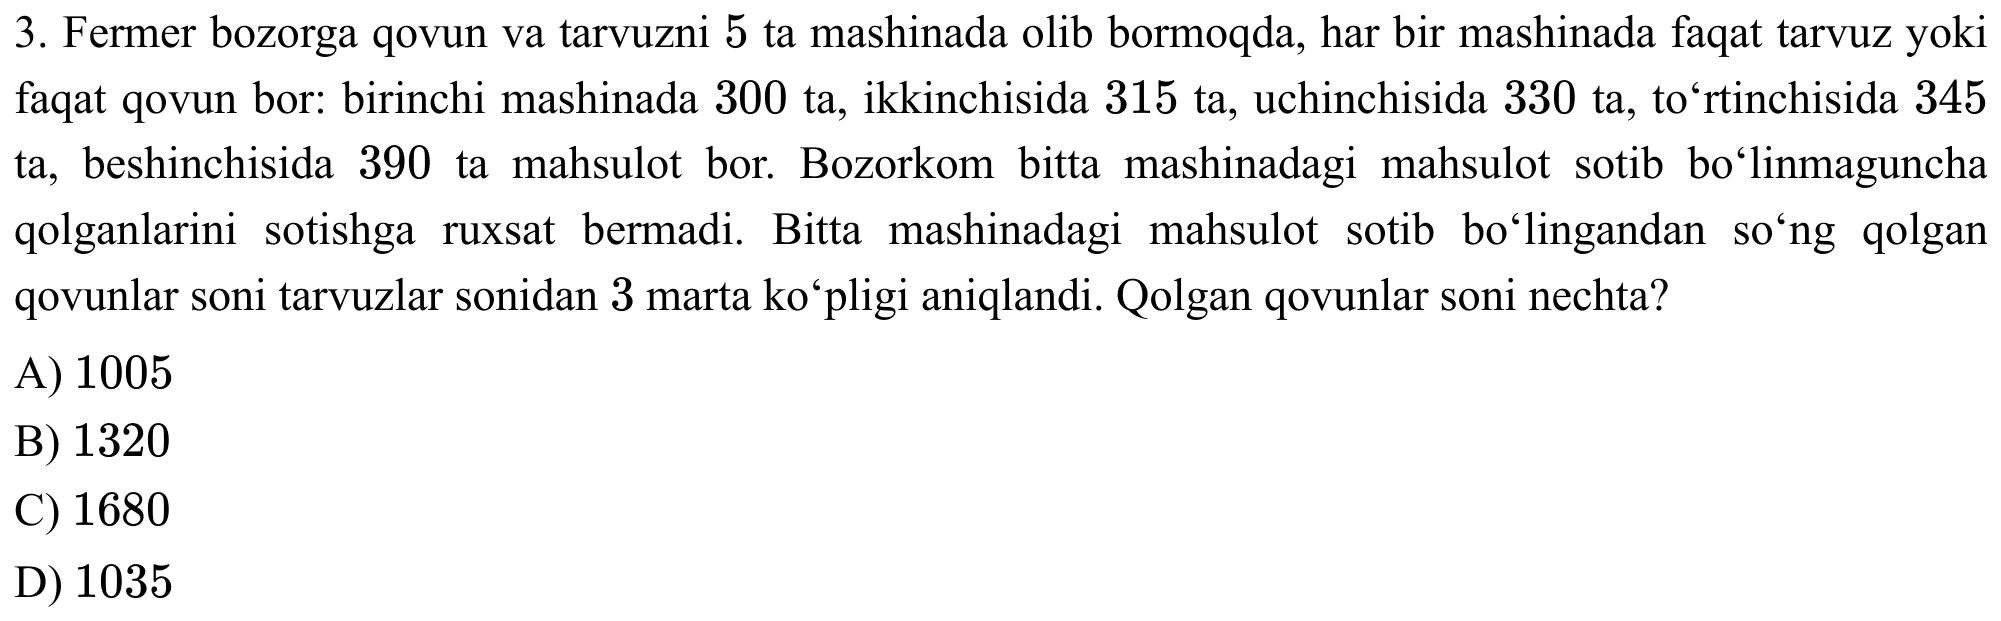 3. Fermer bozorga qovun va tarvuzni 5 ta mashinada olib bormoqda, har bir mashinada faqat tarvuz yoki
faqat qovun bor: birinchi mashinada 300 ta, ikkinchisida 315 ta, uchinchisida 330 ta, to‘rtinchisida 345
ta, beshinchisida 390 ta mahsulot bor. Bozorkom bitta mashinadagi mahsulot sotib bo‘linmaguncha
qolganlarini sotishga ruxsat bermadi. Bitta mashinadagi mahsulot sotib bo‘lingandan so‘ng qolgan
qovunlar soni tarvuzlar sonidan 3 marta ko‘pligi aniqlandi. Qolgan qovunlar soni nechta?
A) 1005
B) 1320
C) 1680
D) 1035